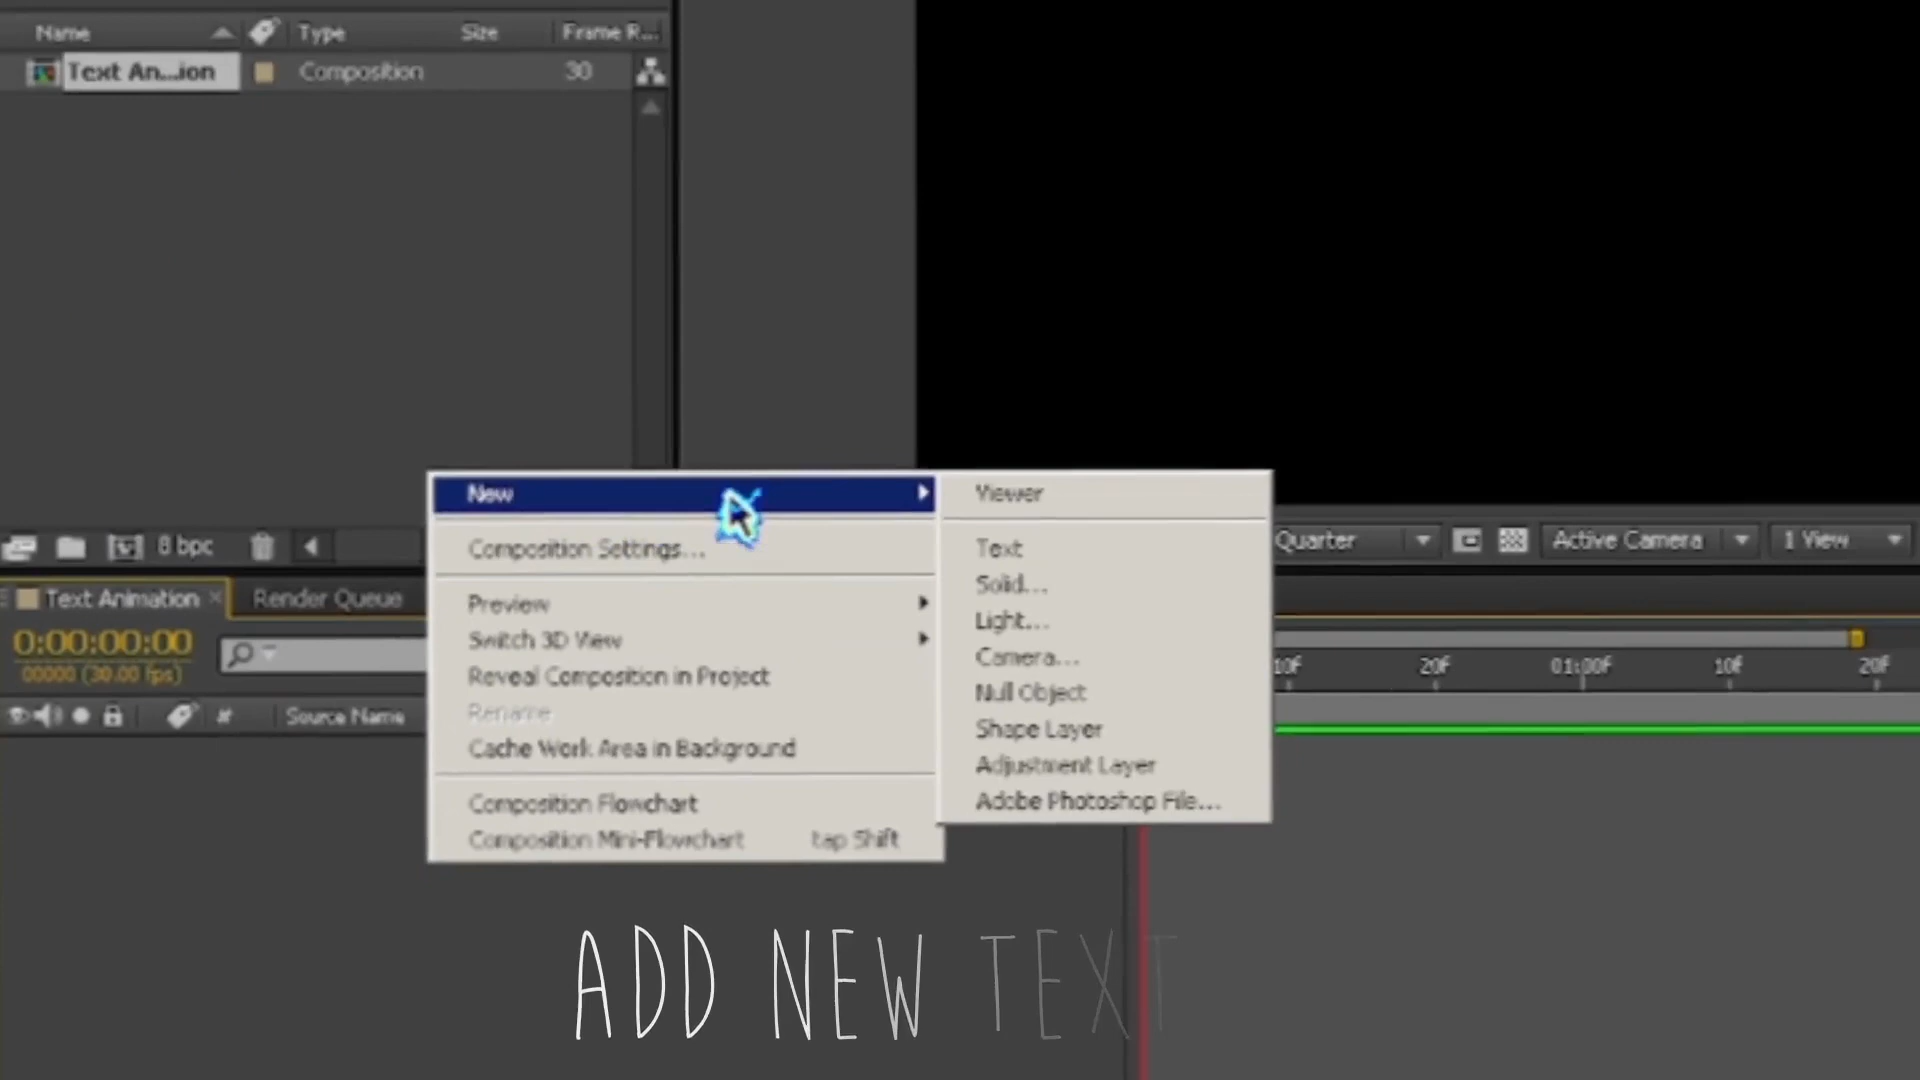 Name Type Size Frame R...
Text An...ion Composition 30
New
Composition Settings...
Preview
Switch 3D View
Reveal Composition in Project
Rename
Cache Work Area in Background
Composition Flowchart
Composition Mini-Flowchart tap Shift
Viewer
Text
Solid...
Light...
Camera...
Null Object
Shape Layer
Adjustment Layer
Adobe Photoshop File...
8 bpc
Quarter Active Camera 1 View
Text Animation Render Queue
0:00:00:00
00000 (30.00 fps)
10f 20f 01:00f 10f 20f
# Source Name
ADD NEW TEXT